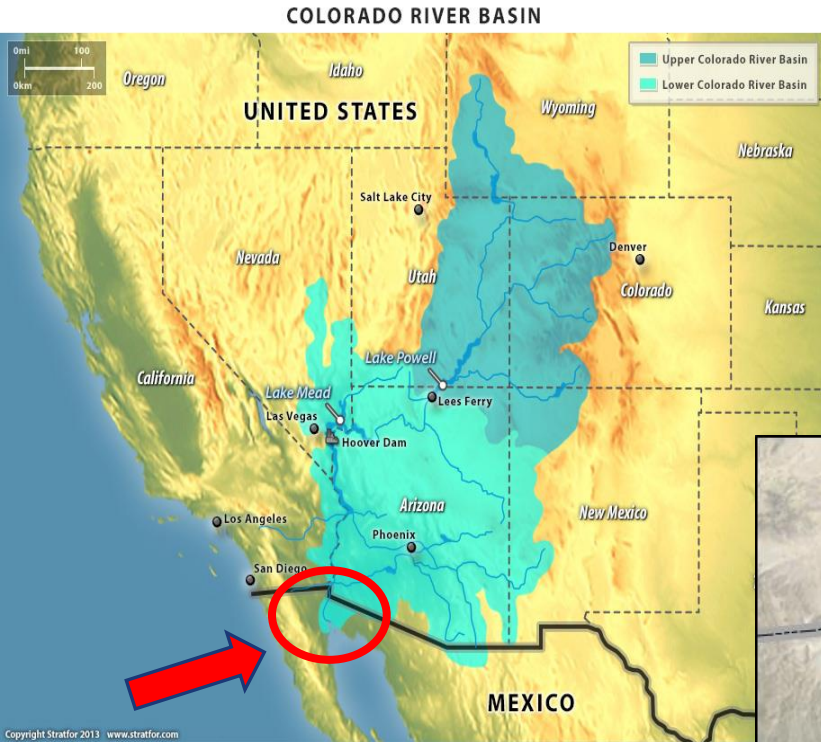 COLORADO RIVER BASIN
0mi 100
0km 200
Upper Colorado River Basin
Lower Colorado River Basin
Oregon
Idaho
Wyoming
UNITED STATES
Nebraska
Salt Lake City
Denver
Nevada
Utah
Colorado
Kansas
Lake Powell
California
Lake Mead
Lees Ferry
Las Vegas
Hoover Dam
Arizona
New Mexico
Los Angeles
Phoenix
San Diego
MEXICO
Copyright Stratfor 2013 www.stratfor.com